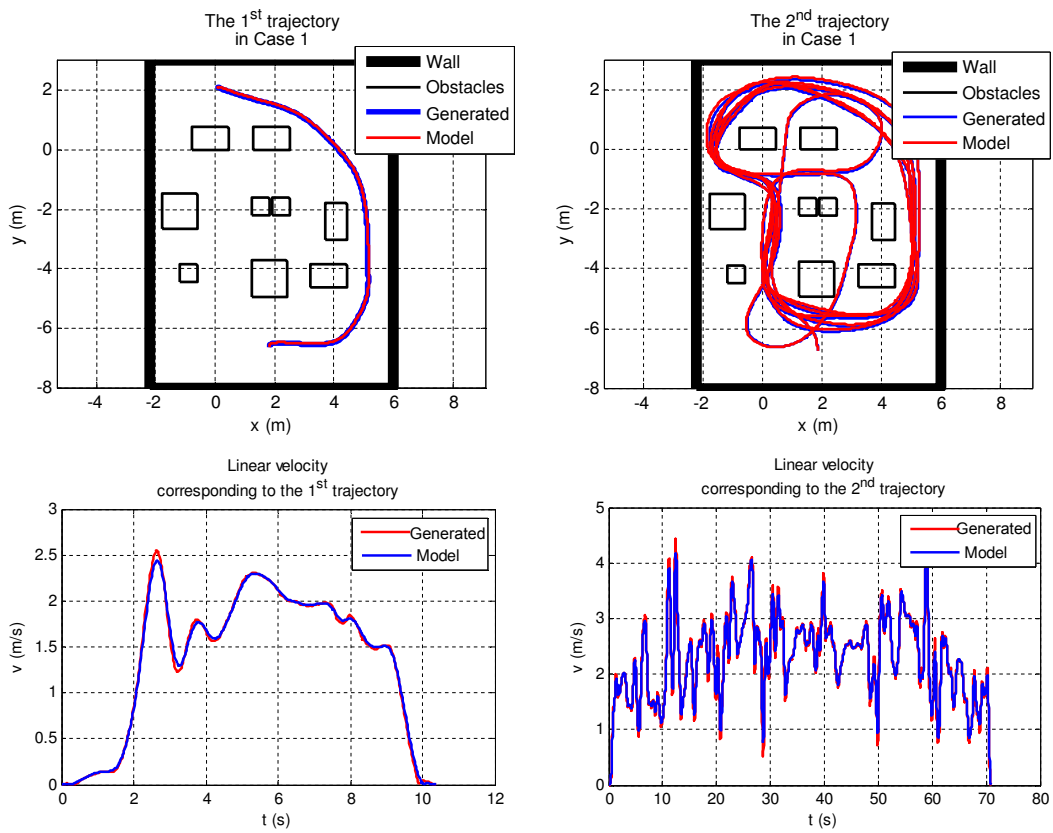 The 1st trajectory
in Case 1
Wall
Obstacles
Generated
Model
2
0
-2
-4
-6
-8
y (m)
-4 -2 0 2 4 6 8
x (m)
The 2nd trajectory
in Case 1
Wall
Obstacles
Generated
Model
2
0
-2
-4
-6
-8
y (m)
-4 -2 0 2 4 6 8
x (m)
Linear velocity
corresponding to the 1st trajectory
Generated
Model
3
2.5
2
1.5
1
0.5
0
v (m/s)
0 2 4 6 8 10 12
t (s)
Linear velocity
corresponding to the 2nd trajectory
Generated
Model
5
4
3
2
1
0
v (m/s)
0 10 20 30 40 50 60 70 80
t (s)